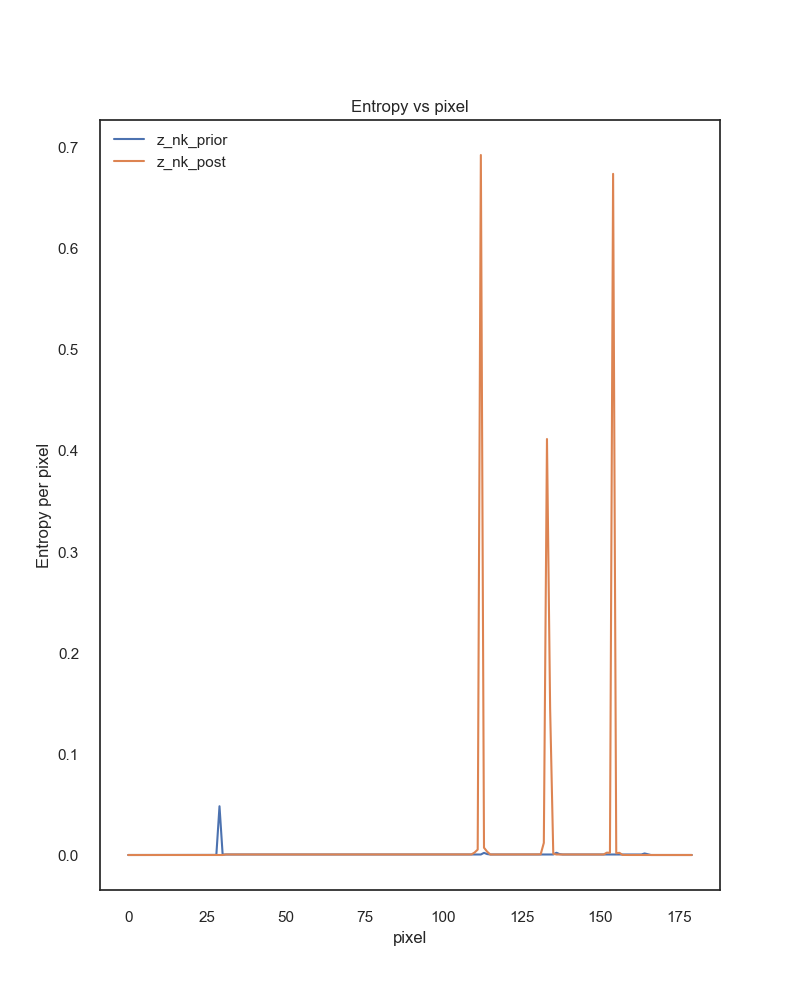 Entropy vs pixel
z_nk_prior
z_nk_post
0.7
0.6
0.5
0.4
0.3
0.2
0.1
0.0
Entropy per pixel
0 25 50 75 100 125 150 175
pixel